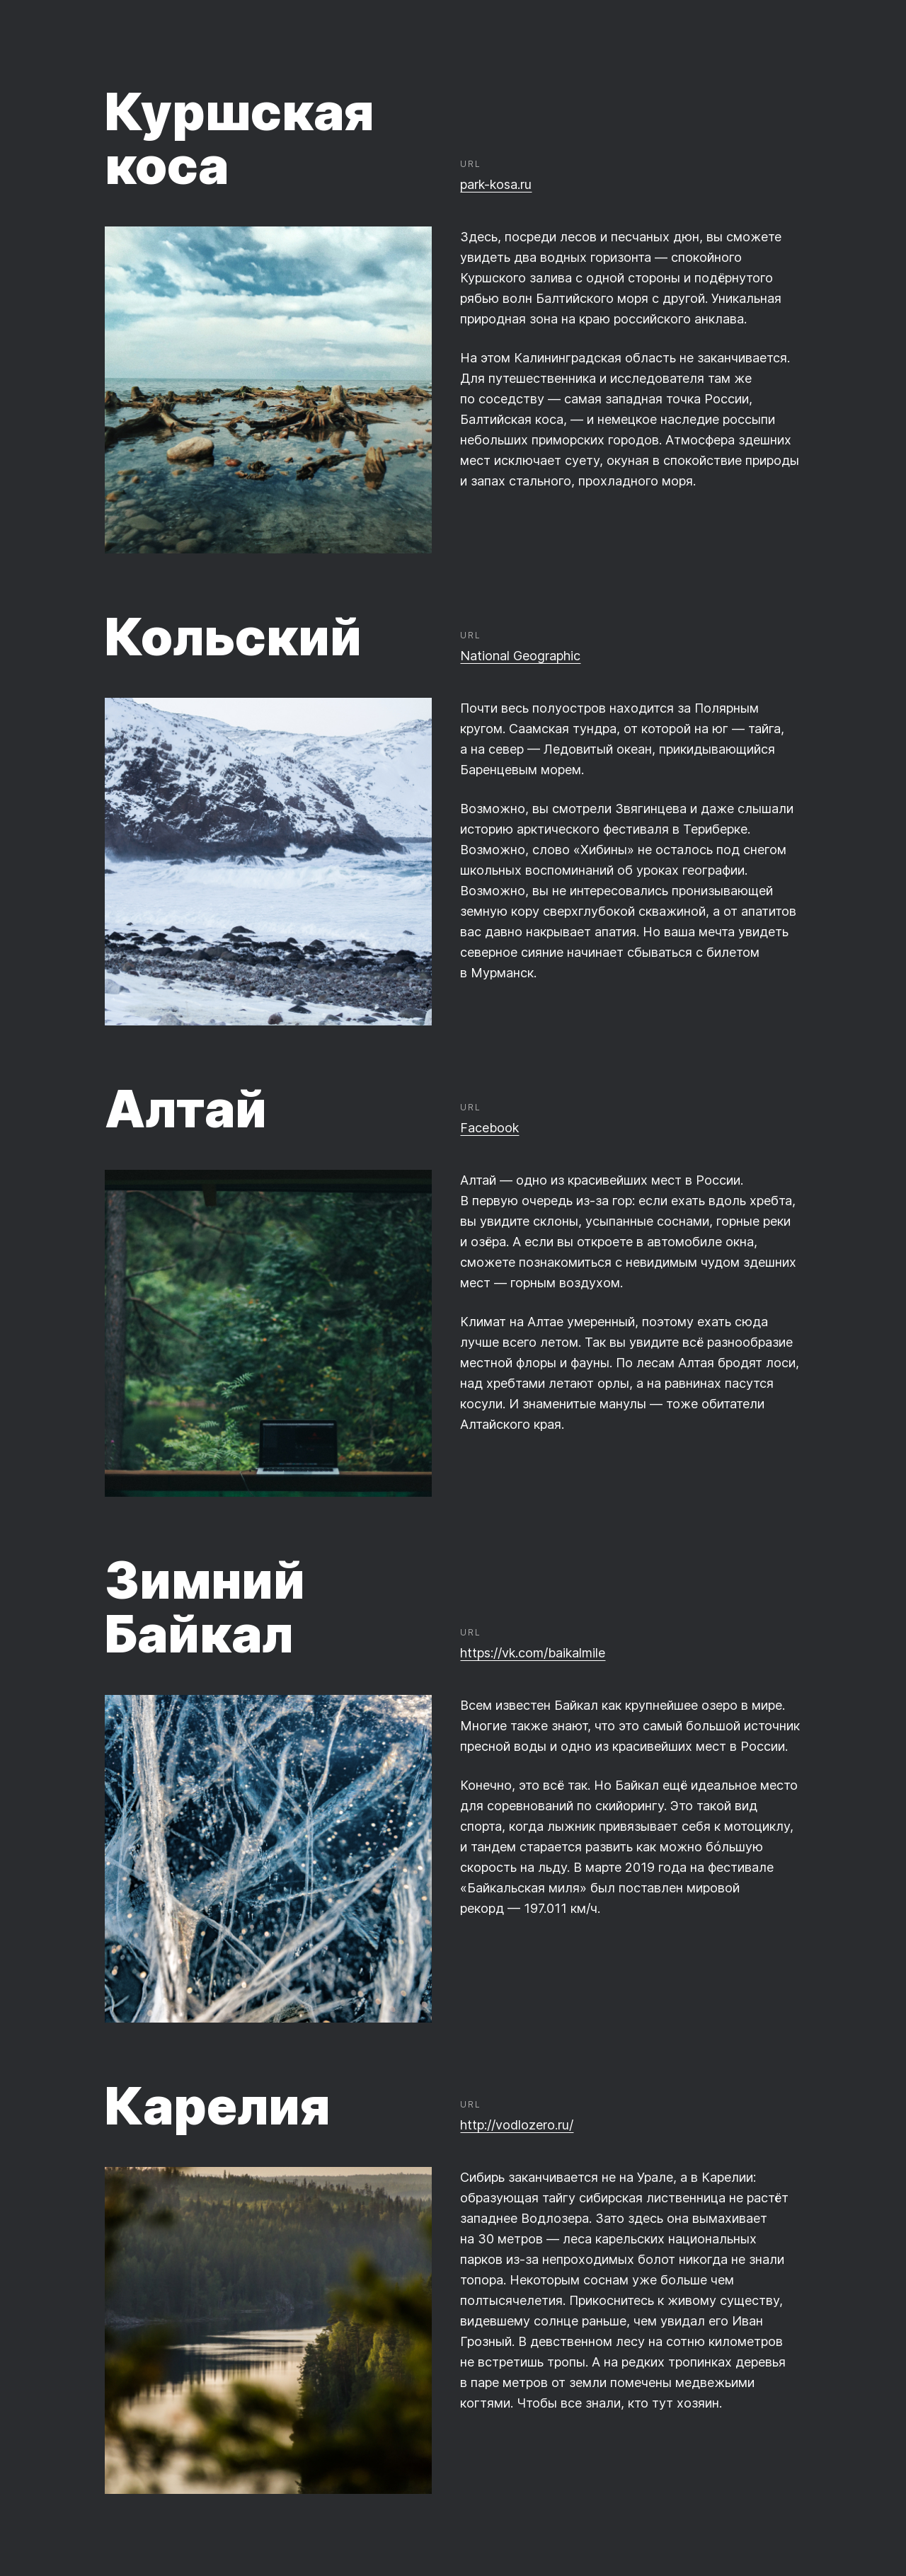 Куршская
коса
URL
park-kosa.ru
Здесь, посреди лесов и песчаных дюн, вы сможете
увидеть два водных горизонта — спокойного
Куршского залива с одной стороны и подёрнутого
рябью волн Балтийского моря с другой. Уникальная
природная зона на краю российского анклава.
На этом Калининградская область не заканчивается.
Для путешественника и исследователя там же
по соседству — самая западная точка России,
Балтийская коса, — и немецкое наследие россыпи
небольших приморских городов. Атмосфера здешних
мест исключает суету, окуная в спокойствие природы
и запах стального, прохладного моря.
Кольский
URL
National Geographic
Почти весь полуостров находится за Полярным
кругом. Саамская тундра, от которой на юг — тайга,
а на север — Ледовитый океан, прикидывающийся
Баренцевым морем.
Возможно, вы смотрели Звягинцева и даже слышали
историю арктического фестиваля в Териберке.
Возможно, слово «Хибины» не осталось под снегом
школьных воспоминаний об уроках географии.
Возможно, вы не интересовались пронизывающей
земную кору сверхглубокой скважиной, а от апатитов
вас давно накрывает апатия. Но ваша мечта увидеть
северное сияние начинает сбываться с билетом
в Мурманск.
Алтай
URL
Facebook
Алтай — одно из красивейших мест в России.
В первую очередь из-за гор: если ехать вдоль хребта,
вы увидите склоны, усыпанные соснами, горные реки
и озёра. А если вы откроете в автомобиле окна,
сможете познакомиться с невидимым чудом здешних
мест — горным воздухом.
Климат на Алтае умеренный, поэтому ехать сюда
лучше всего летом. Так вы увидите всё разнообразие
местной флоры и фауны. По лесам Алтая бродят лоси,
над хребтами летают орлы, а на равнинах пасутся
косули. И знаменитые манулы — тоже обитатели
Алтайского края.
Зимний
Байкал
URL
https://vk.com/baikalmile
Всем известен Байкал как крупнейшее озеро в мире.
Многие также знают, что это самый большой источник
пресной воды и одно из красивейших мест в России.
Конечно, это всё так. Но Байкал ещё идеальное место
для соревнований по скийорингу. Это такой вид
спорта, когда лыжник привязывает себя к мотоциклу,
и тандем старается развить как можно бо́льшую
скорость на льду. В марте 2019 года на фестивале
«Байкальская миля» был поставлен мировой
рекорд — 197.011 км/ч.
Карелия
URL
http://vodlozero.ru/
Сибирь заканчивается не на Урале, а в Карелии:
образующая тайгу сибирская лиственница не растёт
западнее Водлозера. Зато здесь она вымахивает
на 30 метров — леса карельских национальных
парков из-за непроходимых болот никогда не знали
топора. Некоторым соснам уже больше чем
полтысячелетия. Прикоснитесь к живому существу,
видевшему солнце раньше, чем увидал его Иван
Грозный. В девственном лесу на сотню километров
не встретишь тропы. А на редких тропинках деревья
в паре метров от земли помечены медвежьими
когтями. Чтобы все знали, кто тут хозяин.